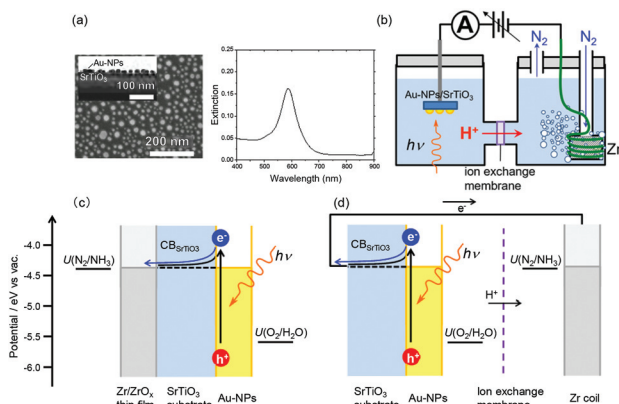 (a)
Au-NPs
SrTiO3
100 nm
200 nm
Extinction
0.25
0.20
0.15
0.10
0.05
0.00
400 500 600 700 800 900
Wavelength (nm)
(b)
A
N2
N2
Au-NPs/SrTiO3
H+
hν
ion exchange
membrane
Zr
(c)
Potential / eV vs vac.
-4.0
-4.5
-5.0
-5.5
-6.0
U(N2/NH3)
CBSrTiO3
e-
hν
U(O2/H2O)
h+
Zr/ZrOx
thin film
SrTiO3
substrate
Au-NPs
(d)
e-
CBSrTiO3
e-
hν
U(N2/NH3)
H+
U(O2/H2O)
h+
SrTiO3
substrate
Au-NPs
Ion exchange
membrane
Zr coil